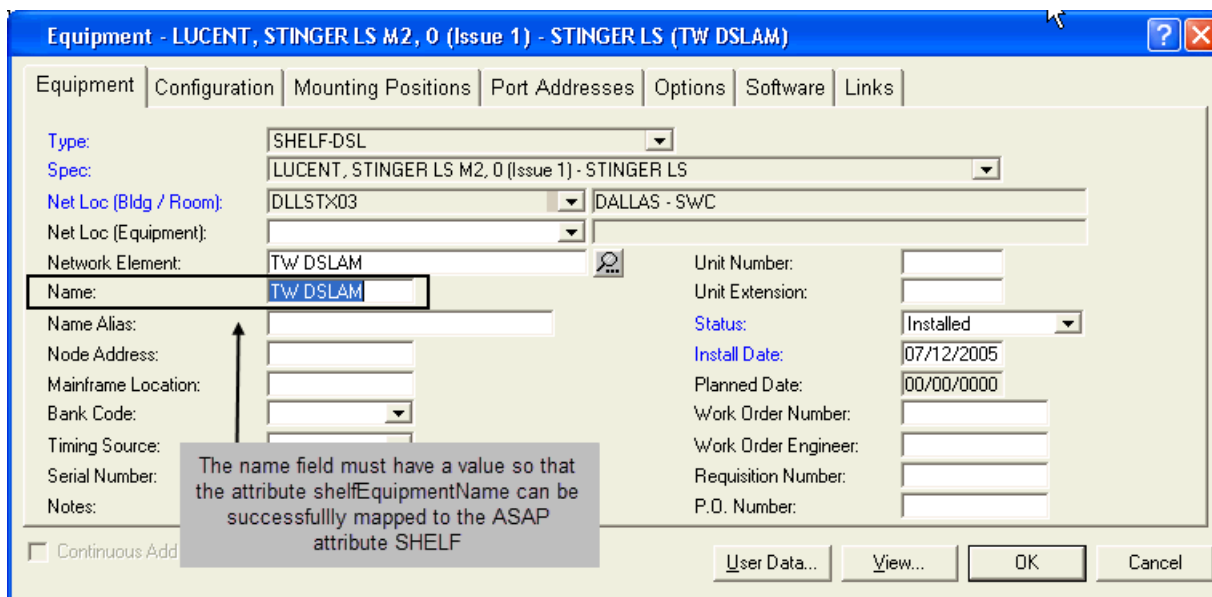 Equipment - LUCENT, STINGER LS M2, 0 (Issue 1) - STINGER LS (TW DSLAM)
Equipment Configuration Mounting Positions Port Addresses Options Software Links
Type: SHELF-DSL
Spec: LUCENT, STINGER LS M2, 0 (Issue 1) - STINGER LS
Net Loc (Bldg / Room): DLLSTX03 DALLAS - SWC
Net Loc (Equipment):
Network Element: TW DSLAM Unit Number:
Name: TW DSLAM Unit Extension:
Name Alias: Status: Installed
Node Address: Install Date: 07/12/2005
Mainframe Location: Planned Date: 00/00/0000
Bank Code: Work Order Number:
Timing Source: Work Order Engineer:
Serial Number: Requisition Number:
Notes: P.O. Number:
The name field must have a value so that
the attribute shelfEquipmentName can be
successfullly mapped to the ASAP
attribute SHELF
Continuous Add
User Data... View... OK Cancel